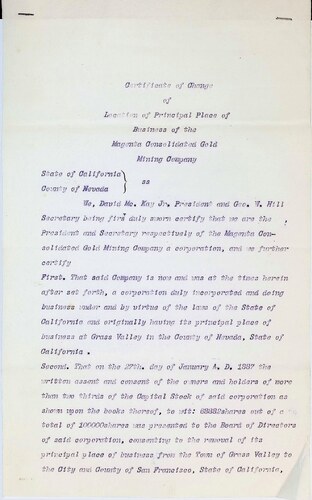 Certificate of Change
of
Location of Principal Place of
Business of the
Magenta Consolidated Gold
Mining Company
State of California
County of Nevada } ss
We, David Mc. Kay Jr. President and Geo. W. Hill
Secretary being first duly sworn certify that we are the
President and Secretary respectively of the Magenta Con-
solidated Gold Mining Company a corporation, and we further
certify
First. That said Company is now and was at the times herein
after set forth, a corporation duly incorporated and doing
business under and by virtue of the laws of the State of
California and originally having its principal place of
business at Grass Valley in the County of Nevada, State of
California .
Second. That on the 27th. day of January A. D. 1887 the
written assent and consent of the owners and holders of more
than two thirds of the Capital Stock of said corporation as
shown upon the books thereof, to wit: shares out of a
total of 100000shares was presented to the Board of Directors
of said corporation, consenting to the removal of its
principal place of business from the Town of Grass Valley to
the City and County of San Francisco, State of California,